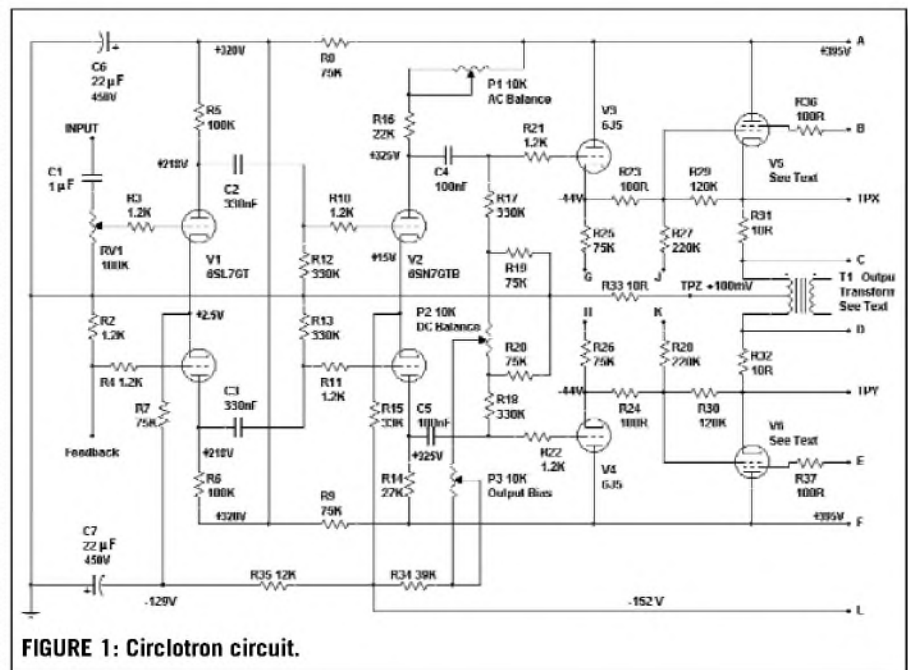 C6
22 µF
450V
+320V
R8
75K
+395V
A
P1 10K
AC Balance
R5
100K
R16
22K
V3
6J5
R36
100R
B
INPUT
C1
1 µF
+218V
C2
330nF
+325V
C4
100nF
R21
1.2K
V5
See Text
R3
1.2K
R10
1.2K
R17
330K
-44V
R23
100R
R29
120K
TPX
RV1
100K
V1
6SL7GT
R12
330K
+15V
V2
6SN7GTB
R19
75K
R25
75K
R27
220K
R31
10R
C
G
J
R33 10R
TPZ +100mV
T1 Outpu
Transform
See Text
R2
1.2K
+2.5V
R13
330K
P2 10K
DC Balance
H
K
R20
75K
R26
75K
R28
220K
D
R32
10R
R4 1.2K
R7
75K
C3
330nF
R11
1.2K
R15
33K
C5
100nF
R18
330K
-44V
R24
100R
R30
120K
TPY
Feedback
+218V
+325V
R22
1.2K
V4
6J5
V6
See Text
R6
100K
R14
27K
P3 10K
Output Bias
R37
100R
E
R9
75K
+320V
+395V
F
C7
22 µF
450V
R35 12K
R34 39K
-129V
-152 V
L
FIGURE 1: Circlotron circuit.